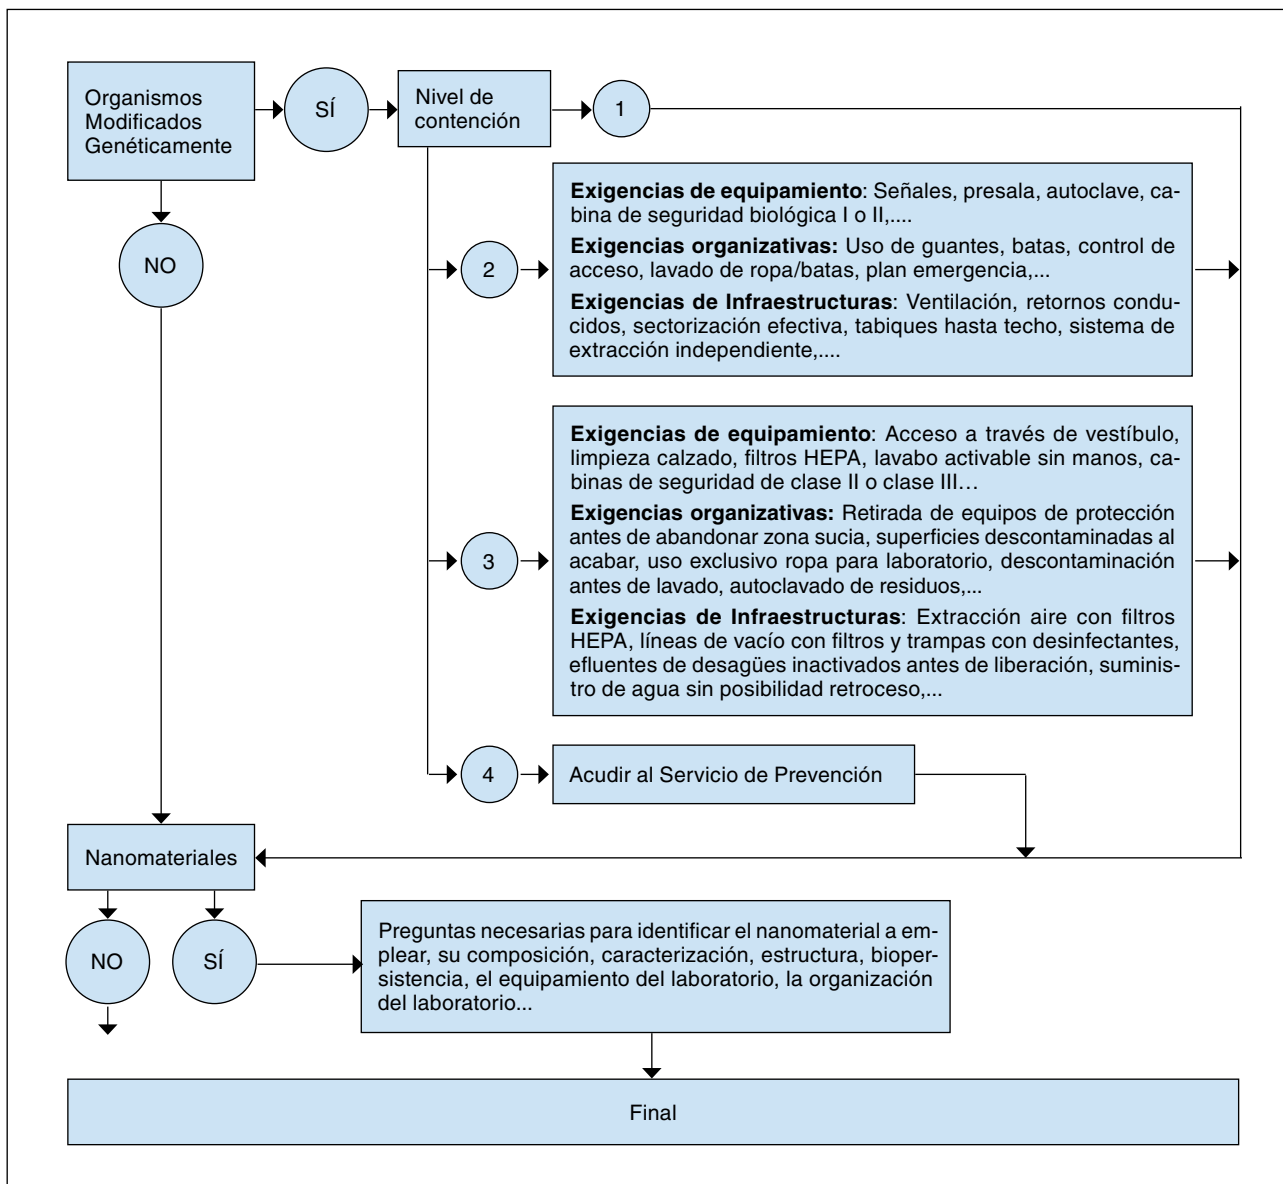 Organismos
Modificados
Genéticamente
SÍ
Nivel de
contención
1
NO
2
Exigencias de equipamiento: Señales, presala, autoclave, ca-
bina de seguridad biológica I o II,....
Exigencias organizativas: Uso de guantes, batas, control de
acceso, lavado de ropa/batas, plan emergencia,...
Exigencias de Infraestructuras: Ventilación, retornos condu-
cidos, sectorización efectiva, tabiques hasta techo, sistema de
extracción independiente,....
3
Exigencias de equipamiento: Acceso a través de vestíbulo,
limpieza calzado, filtros HEPA, lavabo activable sin manos, ca-
binas de seguridad de clase II o clase III...
Exigencias organizativas: Retirada de equipos de protección
antes de abandonar zona sucia, superficies descontaminadas al
acabar, uso exclusivo ropa para laboratorio, descontaminación
antes de lavado, autoclavado de residuos,...
Exigencias de Infraestructuras: Extracción aire con filtros
HEPA, líneas de vacío con filtros y trampas con desinfectantes,
efluentes de desagües inactivados antes de liberación, suminis-
tro de agua sin posibilidad retroceso,...
4
Acudir al Servicio de Prevención
Nanomateriales
NO
SÍ
Preguntas necesarias para identificar el nanomaterial a em-
plear, su composición, caracterización, estructura, bioper-
sistencia, el equipamiento del laboratorio, la organización
del laboratorio...
Final